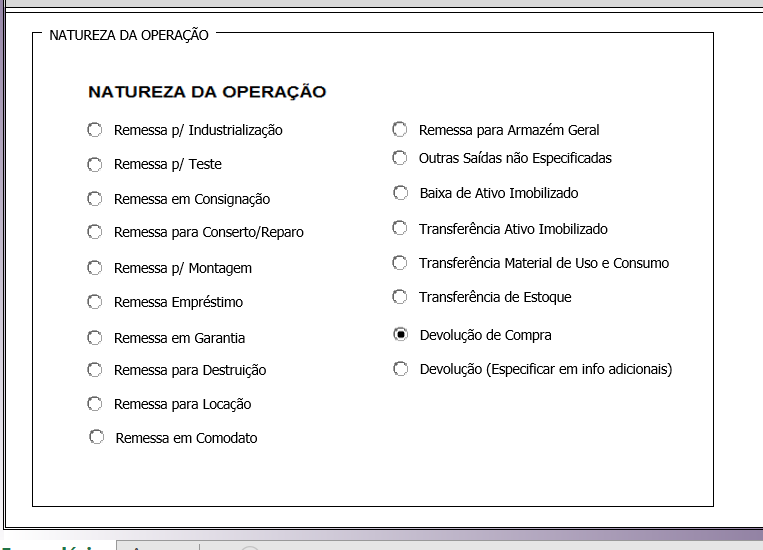 NATUREZA DA OPERAÇÃO
NATUREZA DA OPERAÇÃO
Remessa p/ Industrialização
Remessa p/ Teste
Remessa em Consignação
Remessa para Conserto/Reparo
Remessa p/ Montagem
Remessa Empréstimo
Remessa em Garantia
Remessa para Destruição
Remessa para Locação
Remessa em Comodato
Remessa para Armazém Geral
Outras Saídas não Especificadas
Baixa de Ativo Imobilizado
Transferência Ativo Imobilizado
Transferência Material de Uso e Consumo
Transferência de Estoque
Devolução de Compra
Devolução (Especificar em info adicionais)